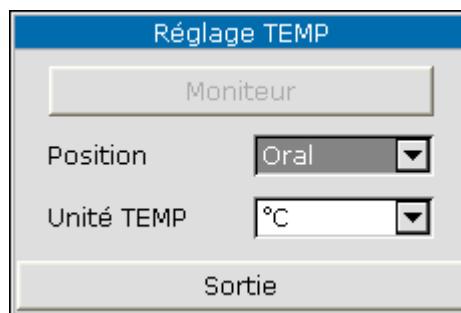 Réglage TEMP
Moniteur
Position Oral
Unité TEMP °C
Sortie